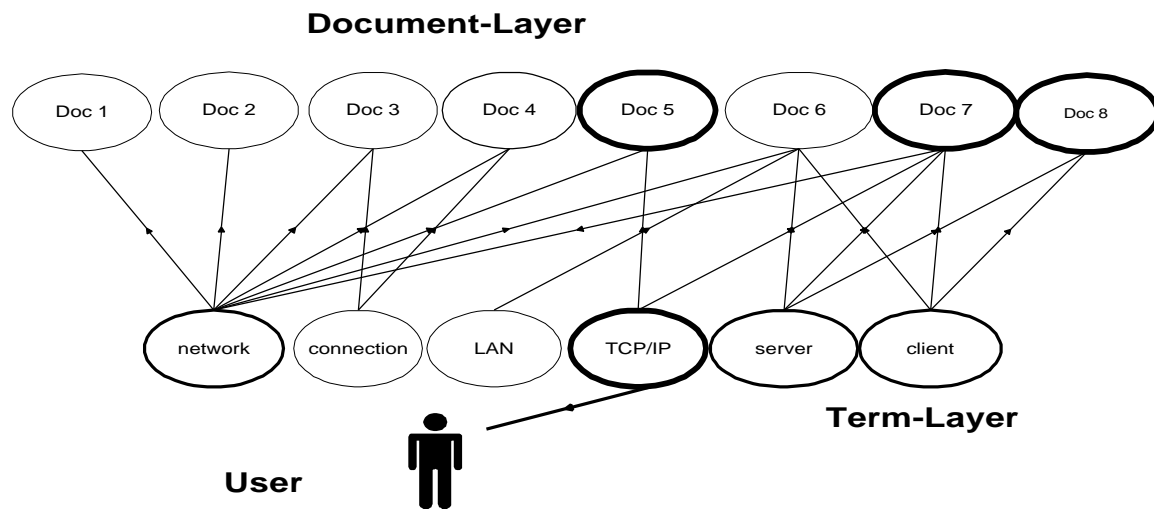 Document-Layer
Doc 1 Doc 2 Doc 3 Doc 4 Doc 5 Doc 6 Doc 7 Doc 8
network connection LAN TCP/IP server client
Term-Layer
User